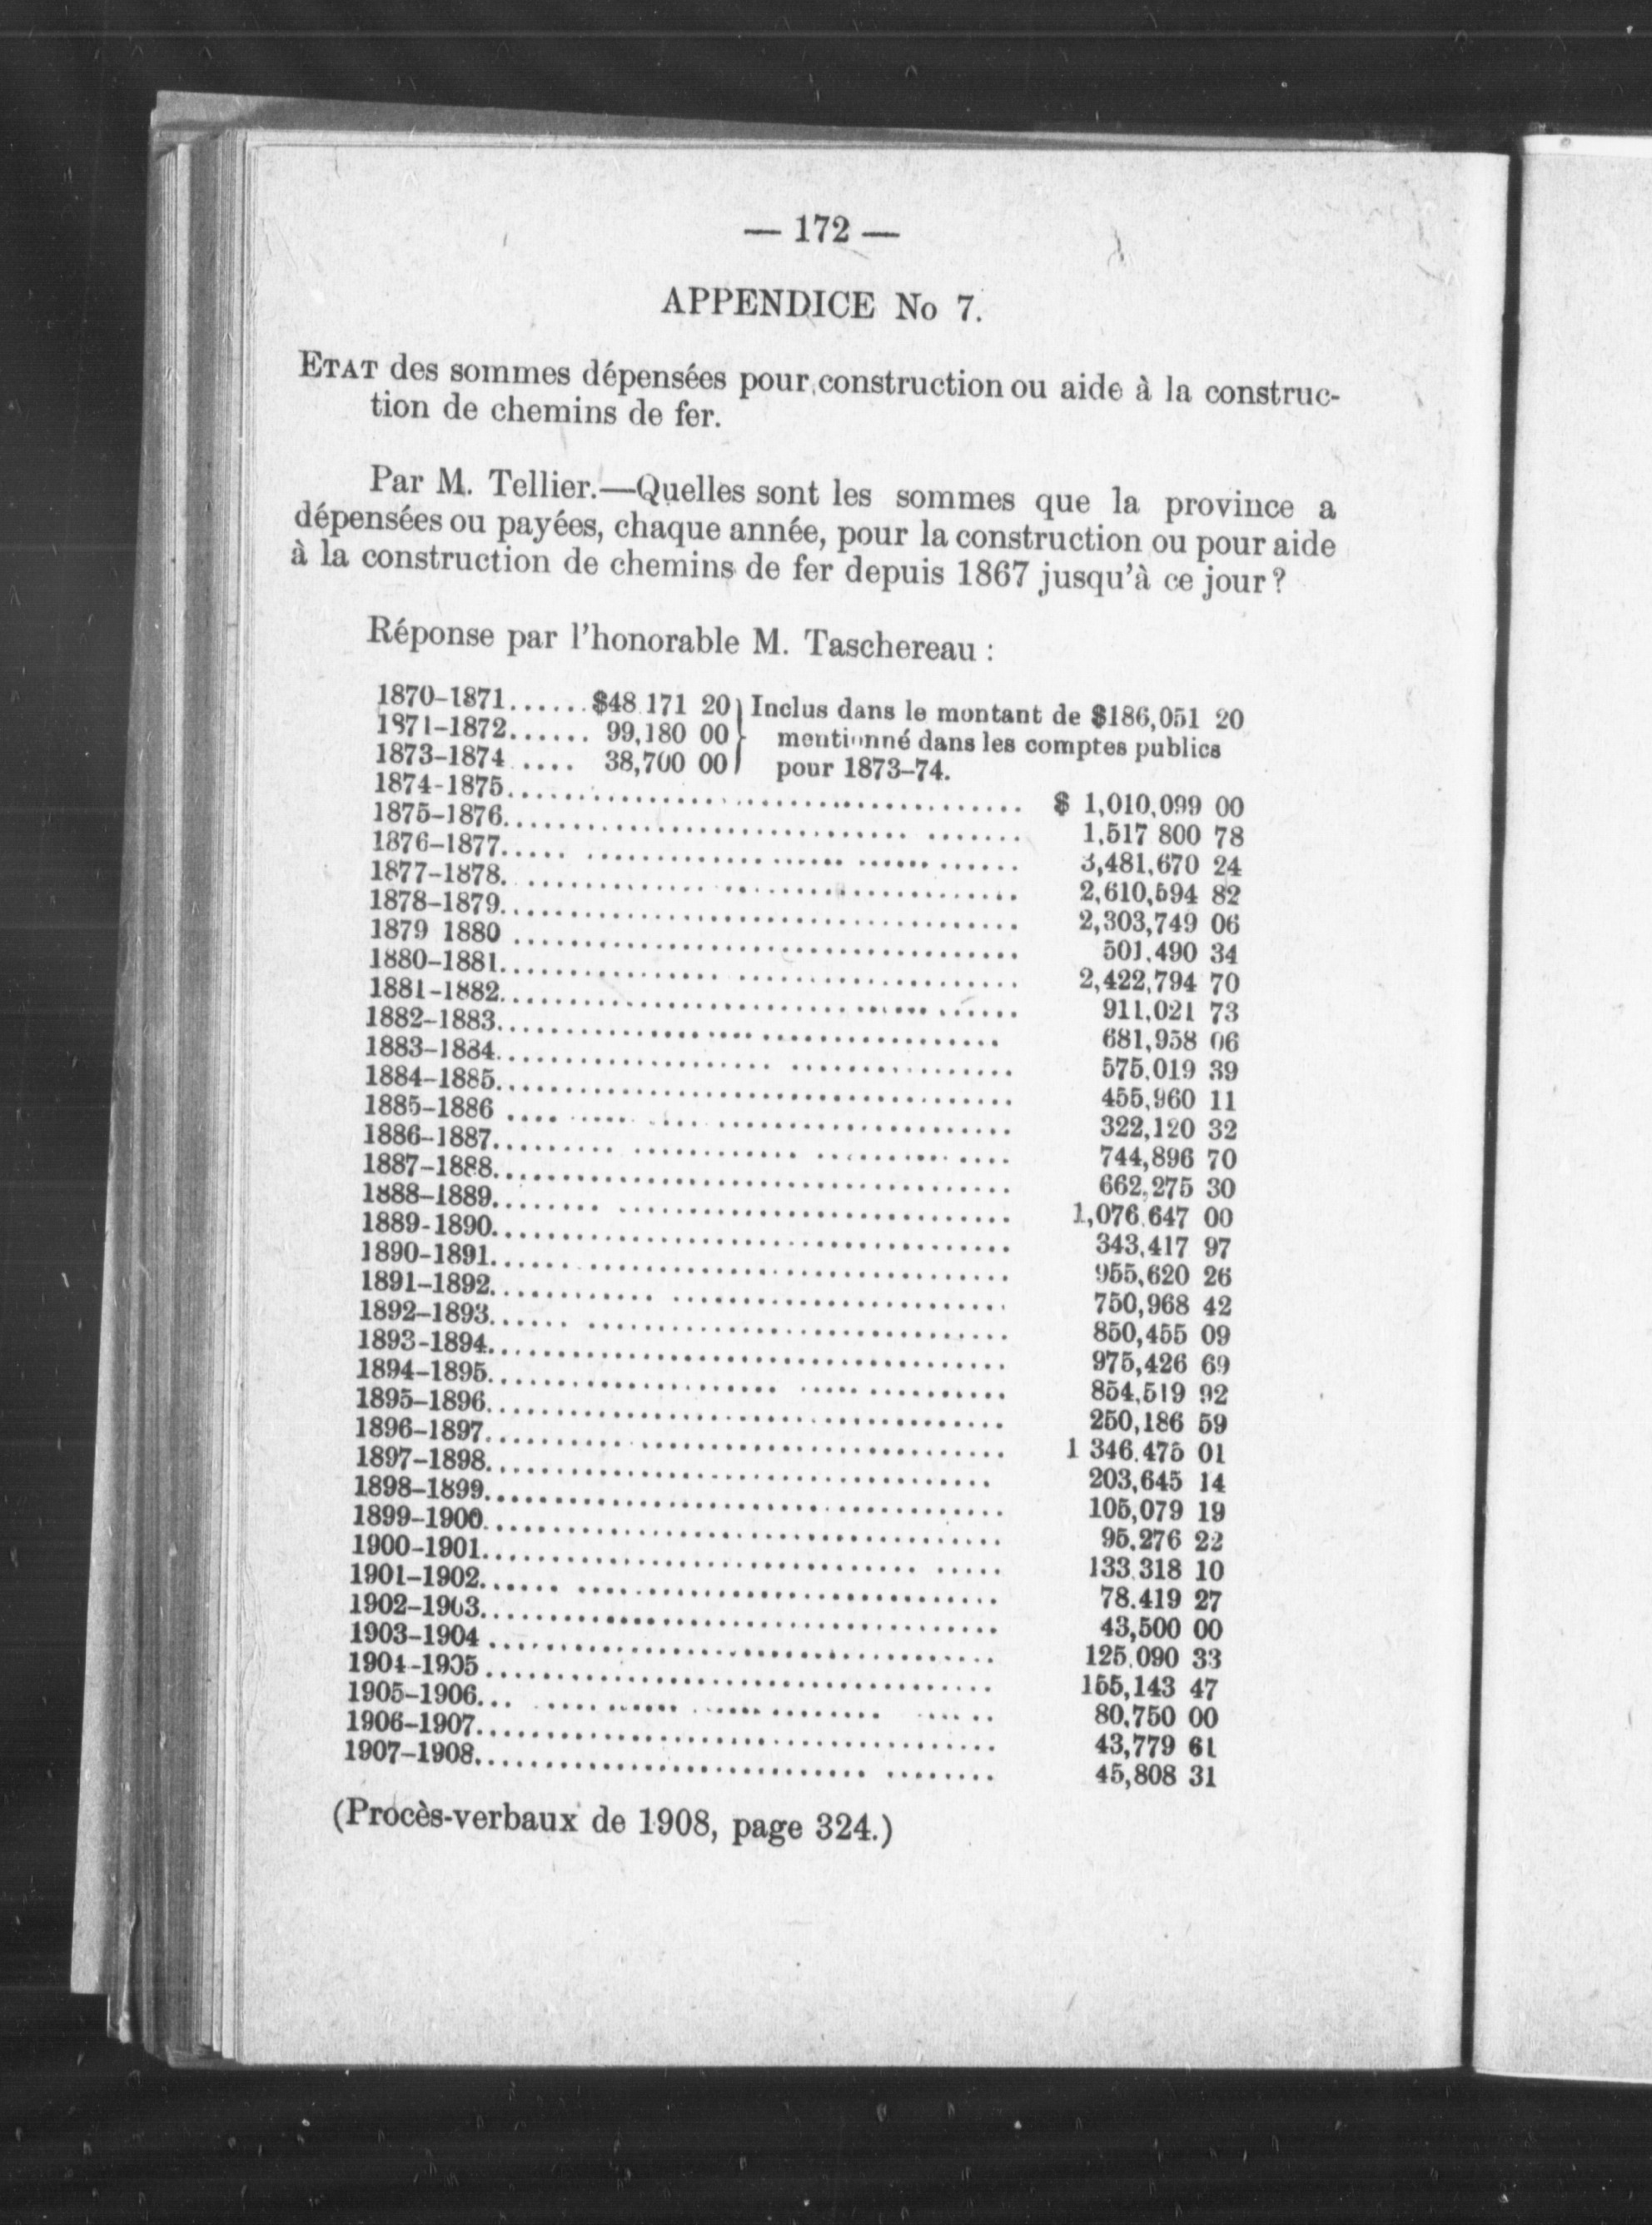 — 172 —
APPENDICE No 7.
ETAT des sommes dépensées pour construction ou aide à la construc-
tion de chemins de fer.
Par M. Tellier.—Quelles sont les sommes que la province a
dépensées ou payées, chaque année, pour la construction ou pour aide
à la construction de chemins de fer depuis 1867 jusqu'à ce jour?
Réponse par l'honorable M. Taschereau :
1870-1871...... $48 171 20 } Inclus dans le montant de $186,051 20
1871-1872...... 99,180 00 } mentionné dans les comptes publics
1873-1874 .... 38,700 00 } pour 1873-74.
1874-1875.................................... $ 1,010,099 00
1875-1876.................................... 1,517 800 78
1876-1877.................................... 3,481,670 24
1877-1878.................................... 2,610,594 82
1878-1879.................................... 2,303,749 06
1879 1880 .................................... 501,490 34
1880-1881.................................... 2,422,794 70
1881-1882.................................... 911,021 73
1882-1883.................................... 681,958 06
1883-1884.................................... 575,019 39
1884-1885.................................... 455,960 11
1885-1886 .................................... 322,120 32
1886-1887.................................... 744,896 70
1887-1888.................................... 662,275 30
1888-1889.................................... 1,076,647 00
1889-1890.................................... 343,417 97
1890-1891.................................... 955,620 26
1891-1892.................................... 750,968 42
1892-1893.................................... 850,455 09
1893-1894.................................... 975,426 69
1894-1895.................................... 854,519 92
1895-1896.................................... 250,186 59
1896-1897.................................... 1 346,475 01
1897-1898.................................... 203,645 14
1898-1899.................................... 105,079 19
1899-1900.................................... 95,276 22
1900-1901.................................... 133,318 10
1901-1902.................................... 78,419 27
1902-1903.................................... 43,500 00
1903-1904 .................................... 125,090 33
1904-1905 .................................... 155,143 47
1905-1906.................................... 80,750 00
1906-1907.................................... 43,779 61
1907-1908.................................... 45,808 31
(Procès-verbaux de 1908, page 324.)